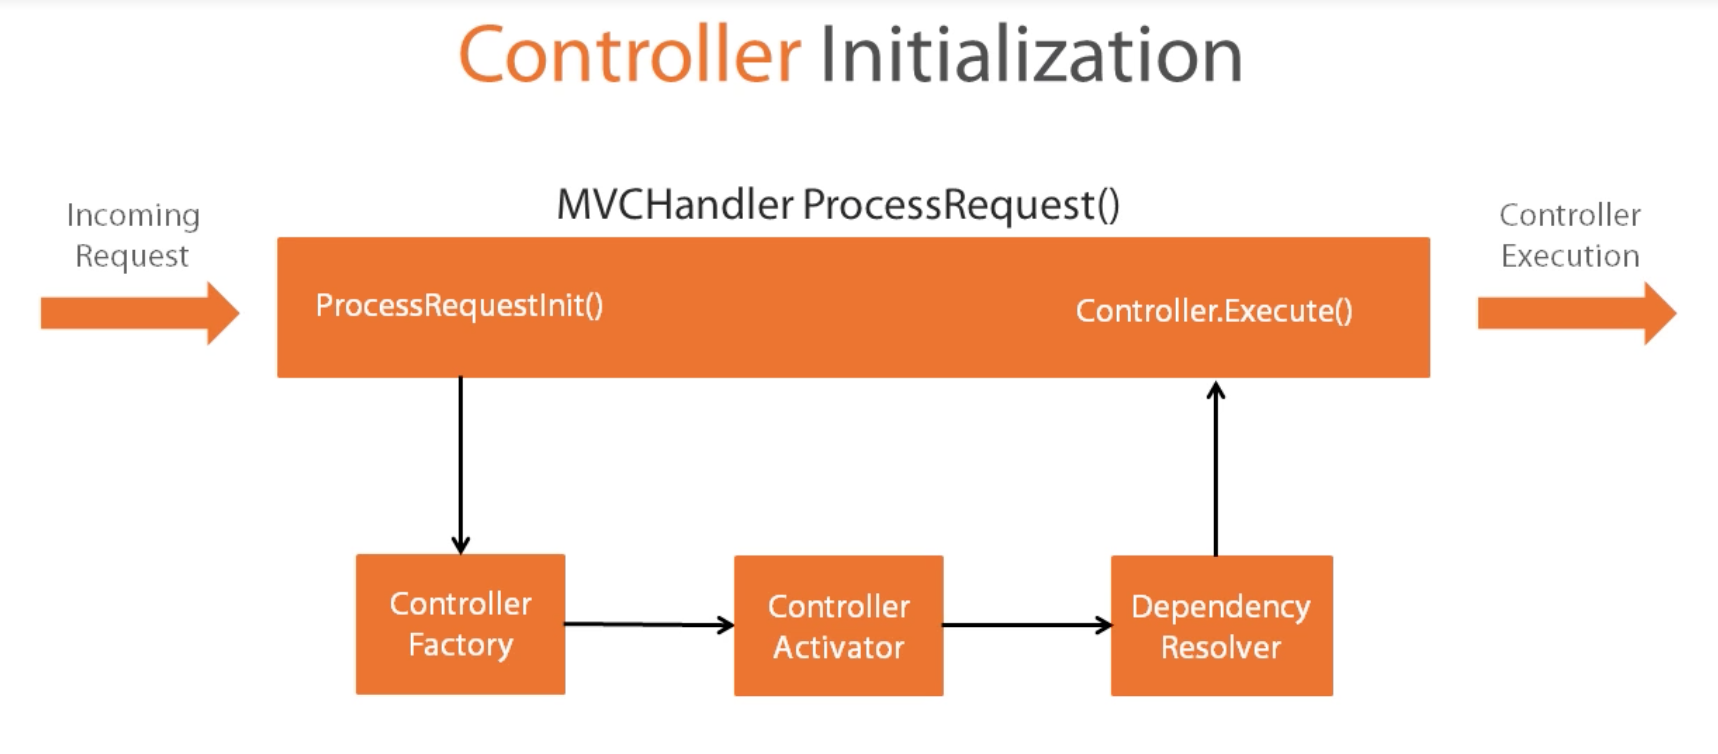 Controller Initialization
MVCHandler ProcessRequest()
Incoming
Request
ProcessRequestInit()
Controller.Execute()
Controller
Execution
Controller
Factory
Controller
Activator
Dependency
Resolver